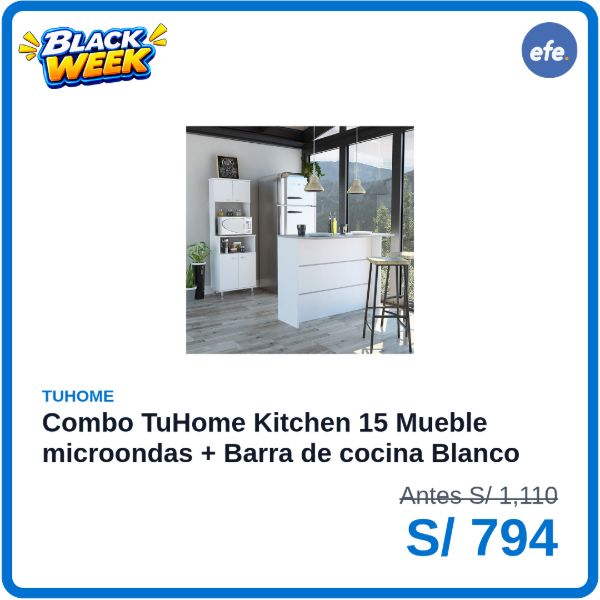 BLACK
WEEK
efe.
TUHOME
Combo TuHome Kitchen 15 Mueble
microondas + Barra de cocina Blanco
Antes S/ 1,110
S/ 794